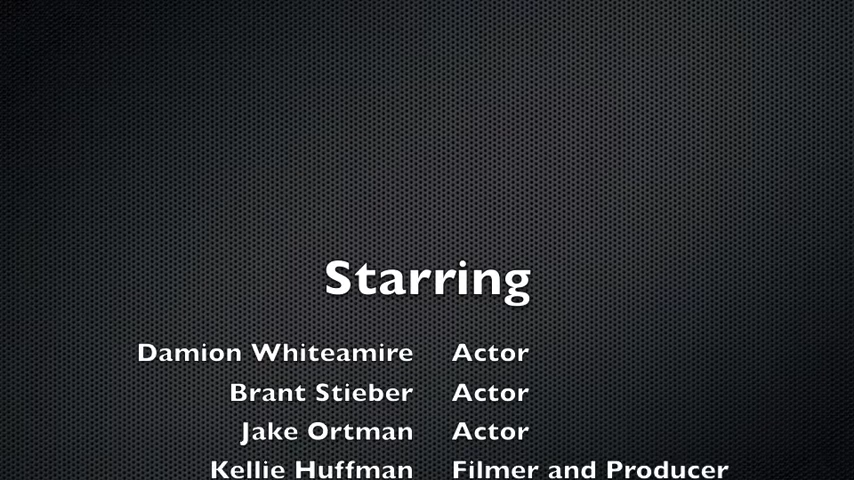 Starring
Damion Whiteamire Actor
Brant Stieber Actor
Jake Ortman Actor
Kellie Huffman Filmer and Producer